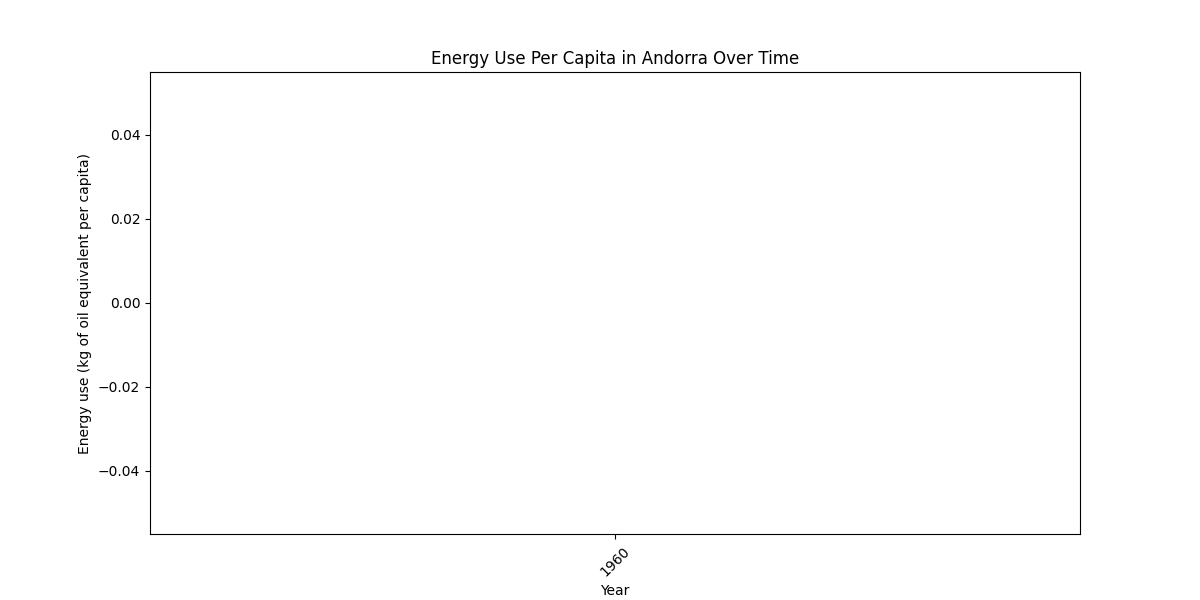 Energy Use Per Capita in Andorra Over Time
Energy use (kg of oil equivalent per capita)
0.04
0.02
0.00
−0.02
−0.04
1960
Year